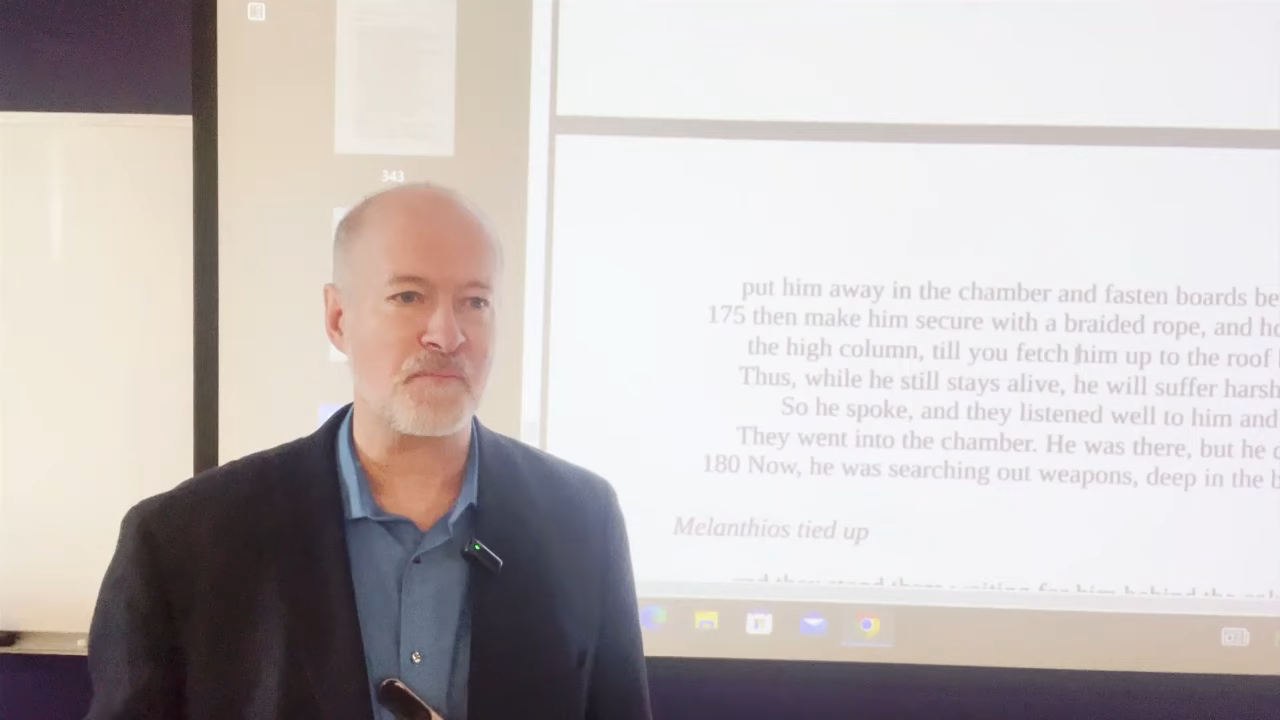 343
put him away in the chamber and fasten boards be
175 then make him secure with a braided rope, and
the high column, till you fetch him up to the roof
Thus, while he still stays alive, he will suffer harsh
So he spoke, and they listened well to him and
They went into the chamber. He was there, but he
180 Now, he was searching out weapons, deep in the
Melanthios tied up